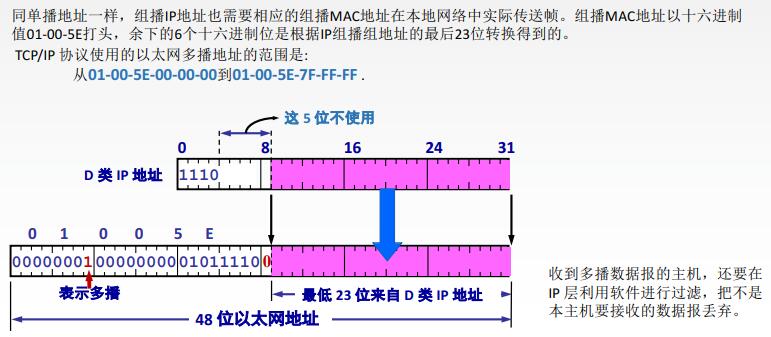 同单播地址一样，组播IP地址也需要相应的组播MAC地址在本地网络中实际传送帧。组播MAC地址以十六进制
值01-00-5E打头，余下的6个十六进制位是根据IP组播组地址的最后23位转换得到的。
TCP/IP 协议使用的以太网多播地址的范围是:
从01-00-5E-00-00-00到01-00-5E-7F-FF-FF .
这 5 位不使用
0 8 16 24 31
D 类 IP 地址 1110
0 1 0 0 5 E
0000000100000000010111100
表示多播
最低 23 位来自 D 类 IP 地址
48 位以太网地址
收到多播数据报的主机，还要在
IP 层利用软件进行过滤，把不是
本主机要接收的数据报丢弃。